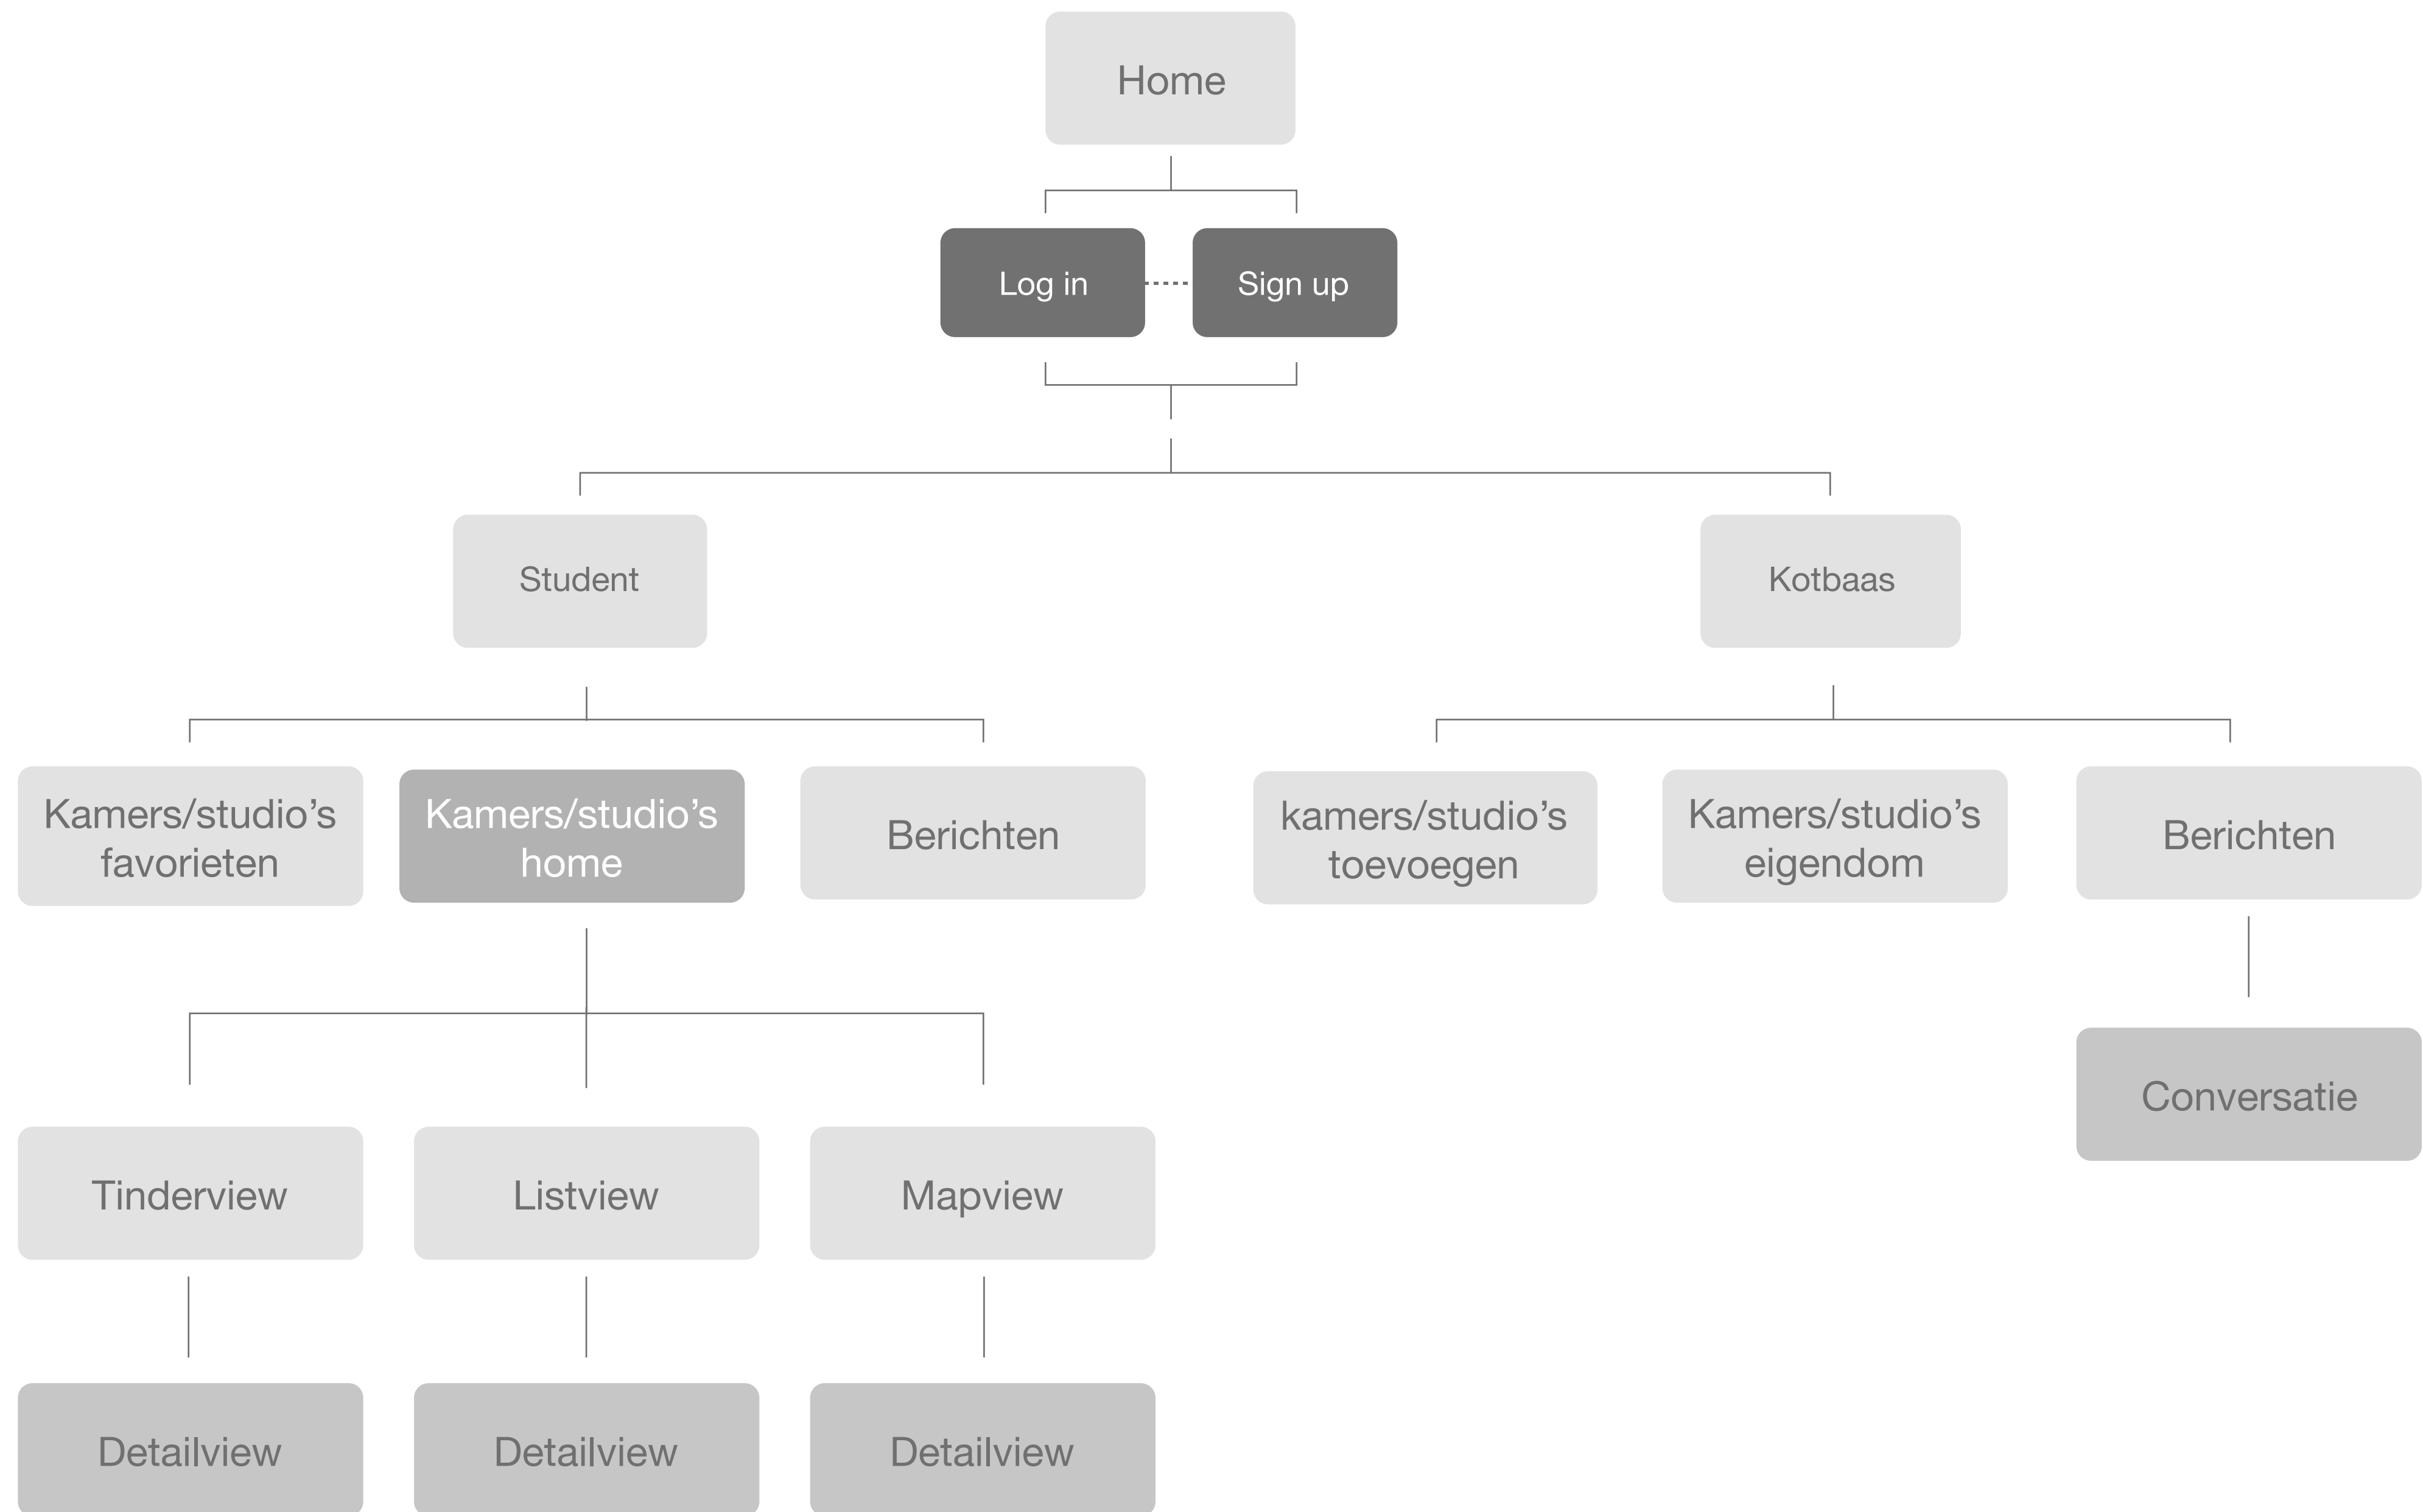 Home
Log in
Sign up
Student
Kotbaas
Kamers/studio’s
favorieten
Kamers/studio’s
home
Berichten
kamers/studio’s
toevoegen
Kamers/studio’s
eigendom
Berichten
Conversatie
Tinderview
Listview
Mapview
Detailview
Detailview
Detailview